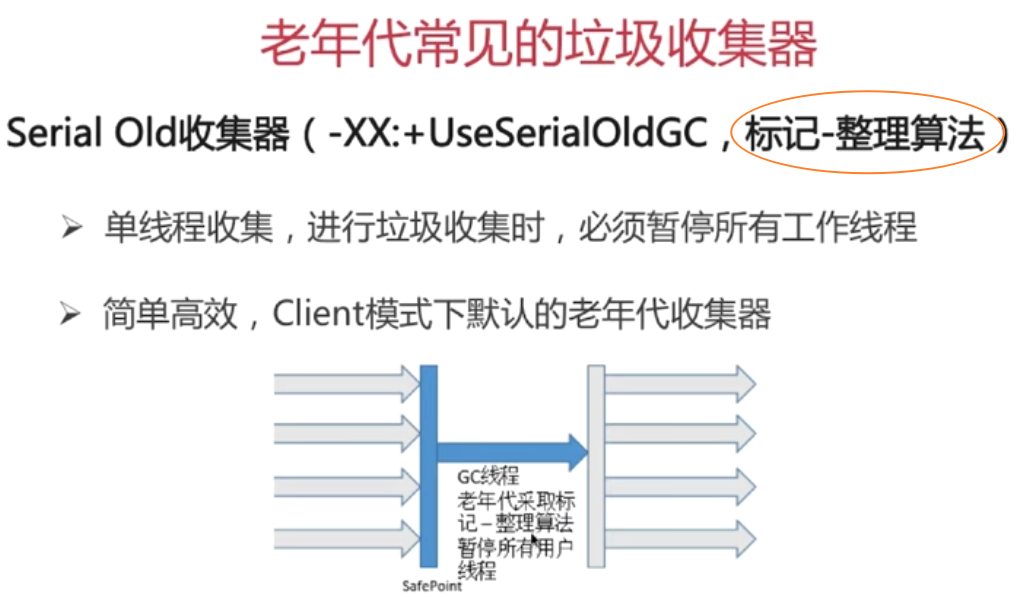 老年代常见的垃圾收集器
Serial Old收集器（-XX:+UseSerialOldGC，标记-整理算法）
单线程收集，进行垃圾收集时，必须暂停所有工作线程
简单高效，Client模式下默认的老年代收集器
GC线程
老年代采取标
记－整理算法
暂停所有用户
线程
SafePoint